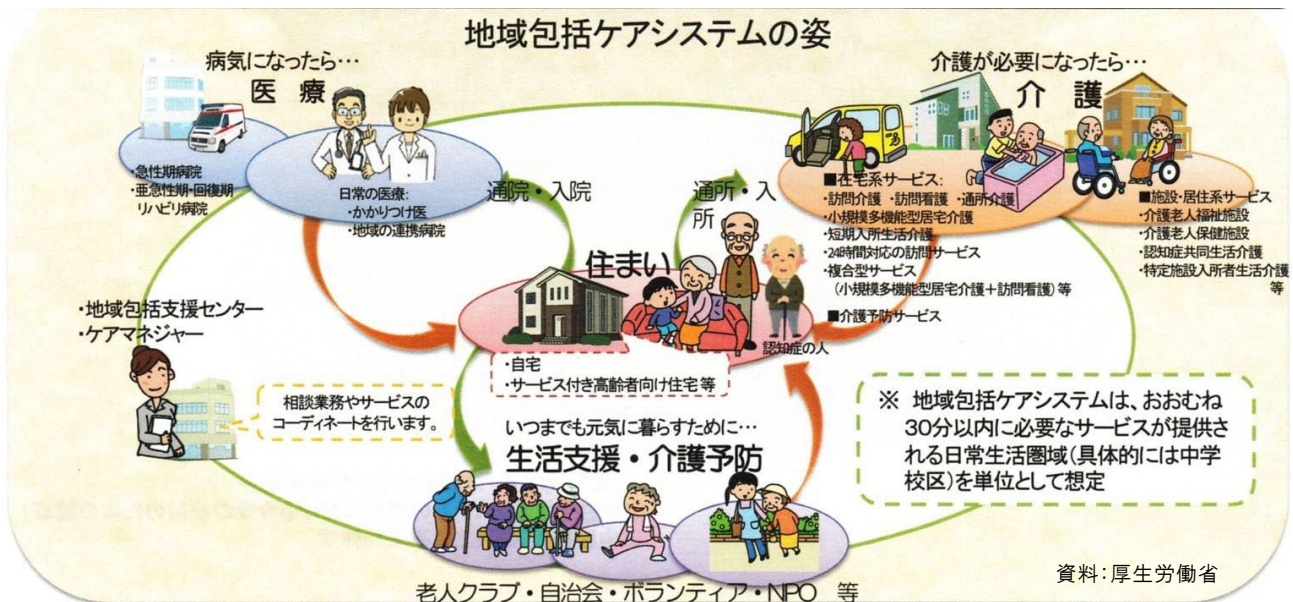 地域包括ケアシステムの姿
病気になったら…
医 療
・急性期病院
・亜急性期・回復期
リハビリ病院
日常の医療：
・かかりつけ医
・地域の連携病院
通院・入院
通所・入
所
介護が必要になったら…
介 護
■在宅系サービス：
・訪問介護 ・訪問看護 ・通所介護
・小規模多機能型居宅介護
・短期入所生活介護
・24時間対応の訪問サービス
・複合型サービス
（小規模多機能型居宅介護＋訪問看護）等
■介護予防サービス
■施設・居住系サービス
・介護老人福祉施設
・介護老人保健施設
・認知症共同生活介護
・特定施設入所者生活介護
等
住まい
認知症の人
・自宅
・サービス付き高齢者向け住宅 等
・地域包括支援センター
・ケアマネジャー
相談業務やサービスの
コーディネートを行います。
いつまでも元気に暮らすために…
生活支援・介護予防
老人クラブ・自治会・ボランティア・NPO 等
※ 地域包括ケアシステムは、おおむね
30分以内に必要なサービスが提供さ
れる日常生活圏域（具体的には中学
校区）を単位として想定
資料：厚生労働省